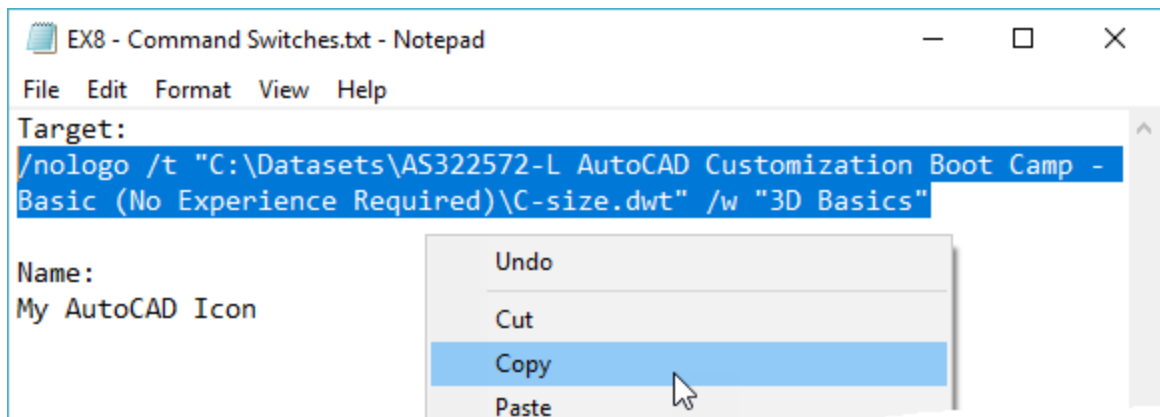 EX8 - Command Switches.txt - Notepad
File Edit Format View Help
Target:
/nologo /t "C:\Datasets\AS322572-L AutoCAD Customization Boot Camp -
Basic (No Experience Required)\C-size.dwt" /w "3D Basics"
Name:
My AutoCAD Icon
Undo
Cut
Copy
Paste